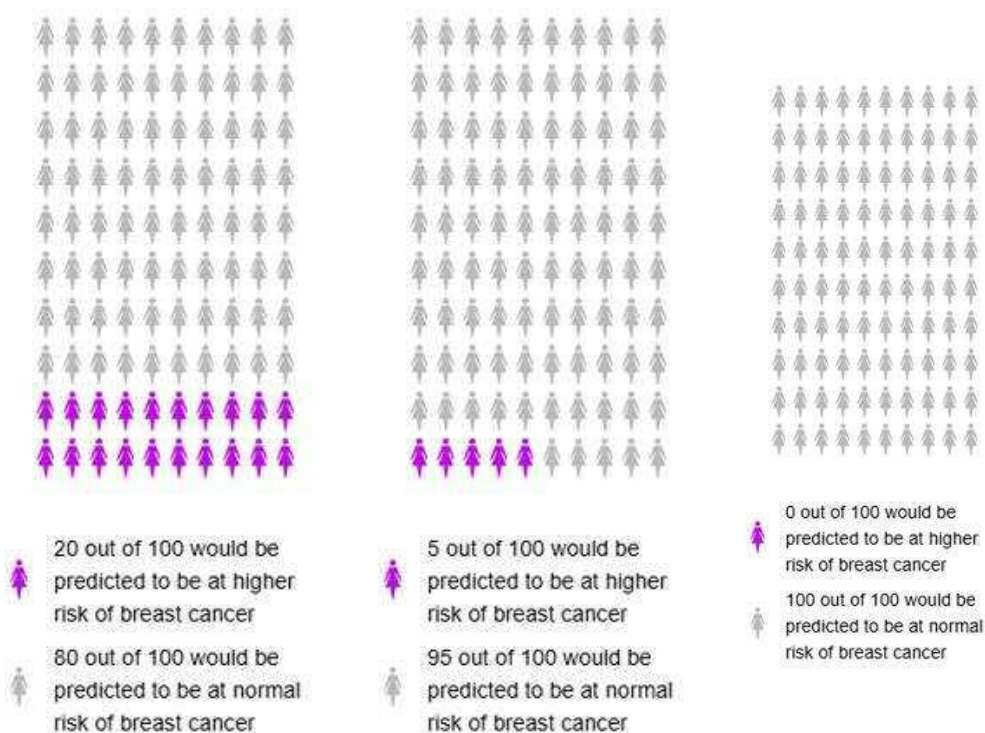 20 out of 100 would be
predicted to be at higher
risk of breast cancer
80 out of 100 would be
predicted to be at normal
risk of breast cancer
5 out of 100 would be
predicted to be at higher
risk of breast cancer
95 out of 100 would be
predicted to be at normal
risk of breast cancer
0 out of 100 would be
predicted to be at higher
risk of breast cancer
100 out of 100 would be
predicted to be at normal
risk of breast cancer